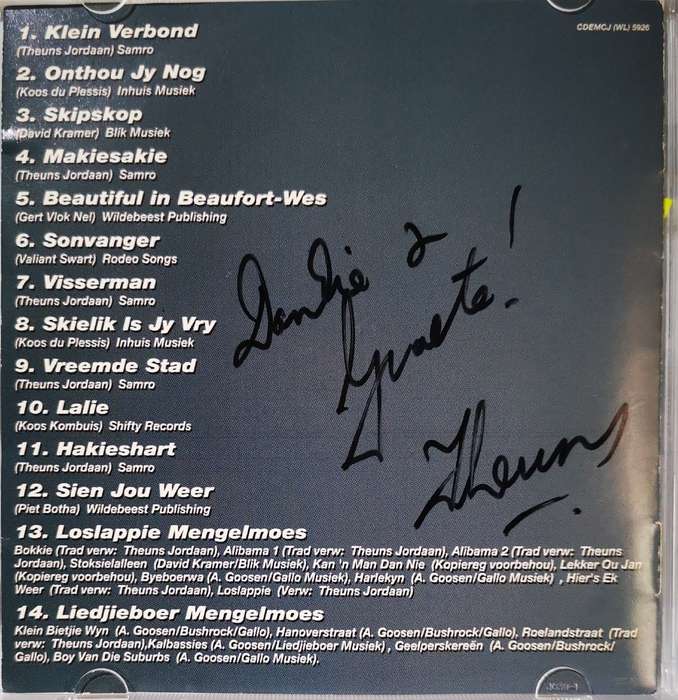 CDEMCJ (WL) 5926
1. Klein Verbond
(Theuns Jordaan) Samro
2. Onthou Jy Nog
(Koos du Plessis) Inhuis Musiek
3. Skipskop
(David Kramer) Blik Musiek
4. Makiesakie
(Theuns Jordaan) Samro
5. Beautiful in Beaufort-Wes
(Gert Vlok Nel) Wildebeest Publishing
6. Sonvanger
(Valiant Swart) Rodeo Songs
7. Visserman
(Theuns Jordaan) Samro
8. Skielik Is Jy Vry
(Koos du Plessis) Inhuis Musiek
9. Vreemde Stad
(Theuns Jordaan) Samro
10. Lalie
(Koos Kombuis) Shifty Records
11. Hakieshart
(Theuns Jordaan) Samro
12. Sien Jou Weer
(Piet Botha) Wildebeest Publishing
13. Loslappie Mengelmoes
Bokkie (Trad verw: Theuns Jordaan), Alibama 1 (Trad verw: Theuns Jordaan), Alibama 2 (Trad verw: Theuns
Jordaan), Stoksielalleen (David Kramer/Blik Musiek), Kan 'n Man Dan Nie (Kopiereg voorbehou), Lekker Ou Jan
(Kopiereg voorbehou), Byeboerwa (A. Goosen/Gallo Musiek), Harlekyn (A. Goosen/Gallo Musiek) , Hier's Ek
Weer (Trad verw: Theuns Jordaan), Loslappie (Verw: Theuns Jordaan)
14. Liedjieboer Mengelmoes
Klein Bietjie Wyn (A. Goosen/Bushrock/Gallo), Hanoverstraat (A. Goosen/Bushrock/Gallo), Roelandstraat (Trad
verw: Theuns Jordaan),Kalbassies (A. Goosen/Liedjieboer Musiek) , Geelperskereën (A. Goosen/Bushrock/
Gallo), Boy Van Die Suburbs (A. Goosen/Gallo Musiek).
Dankie
Groete!
Theuns